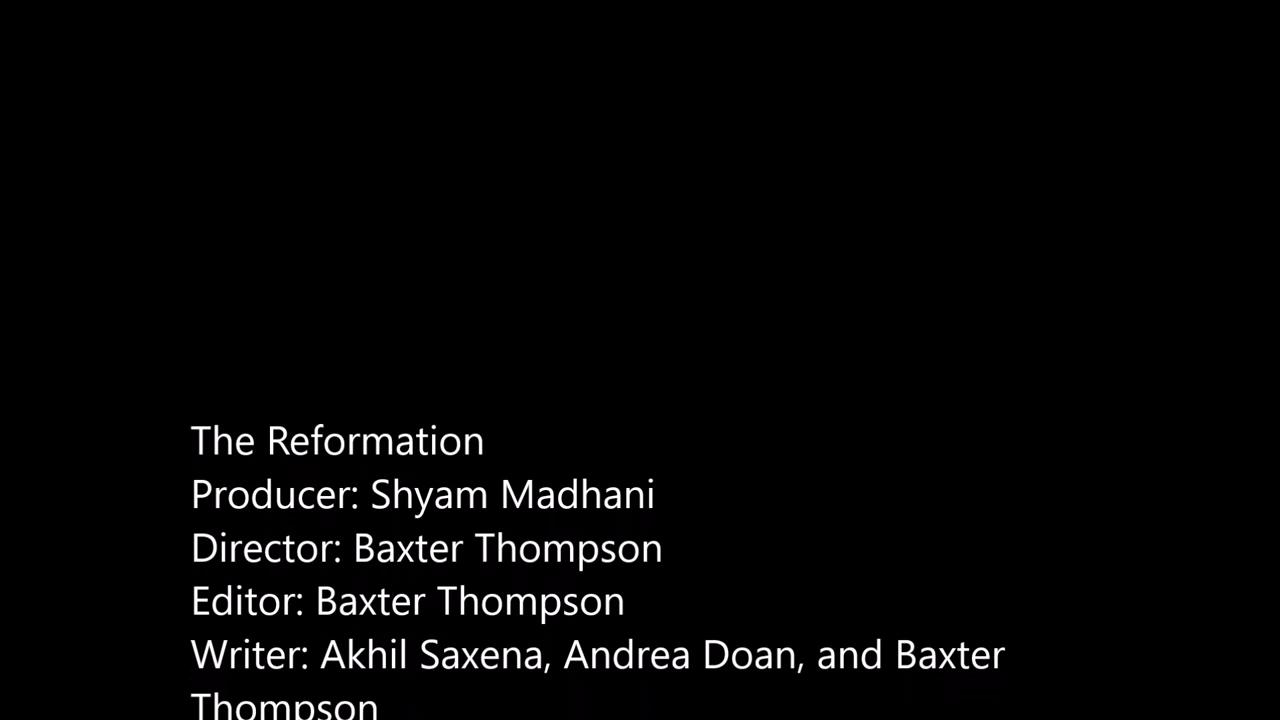 The Reformation
Producer: Shyam Madhani
Director: Baxter Thompson
Editor: Baxter Thompson
Writer: Akhil Saxena, Andrea Doan, and Baxter
Thompson